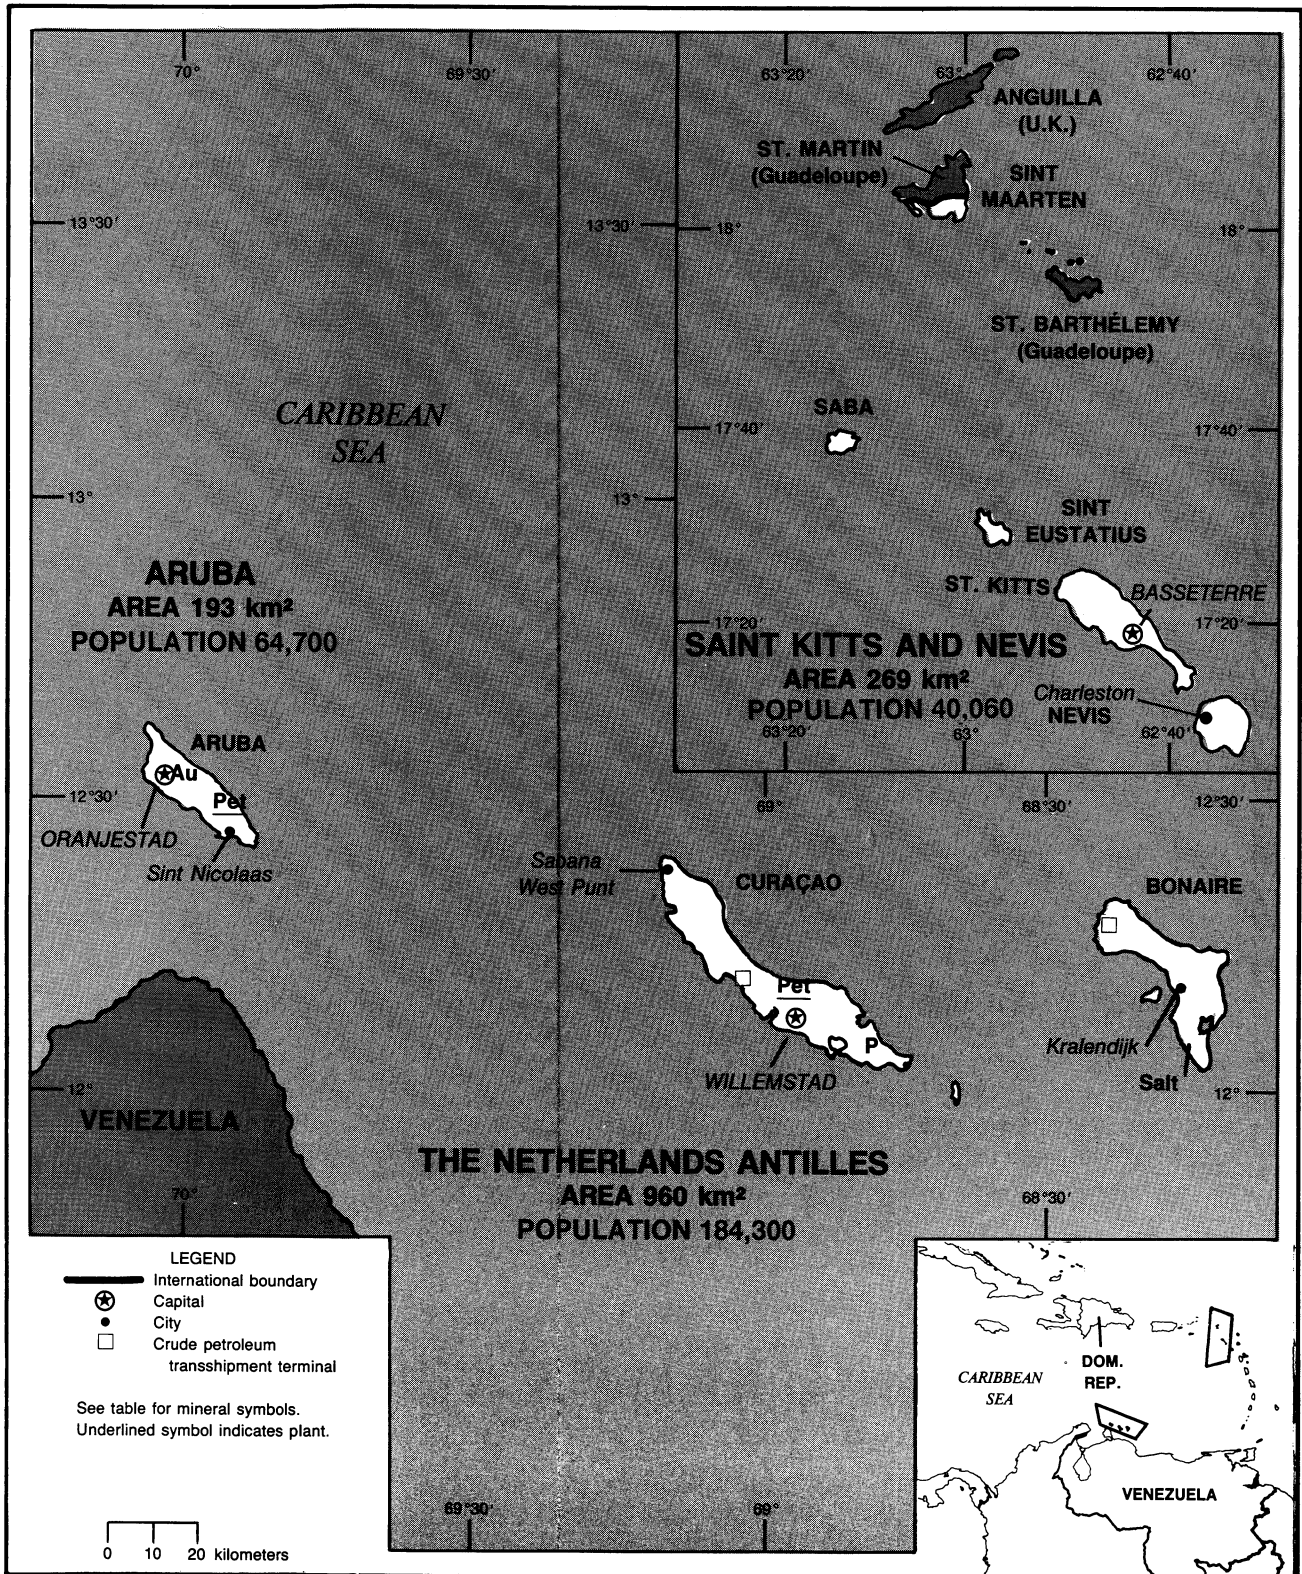 70°
69°30'
63°20'
63°
62°40'
ANGUILLA
(U.K.)
ST. MARTIN
(Guadeloupe)
SINT
MAARTEN
13°30'
13°30'
18°
18°
ST. BARTHÉLEMY
(Guadeloupe)
CARIBBEAN
SEA
SABA
17°40'
17°40'
13°
13°
SINT
EUSTATIUS
ARUBA
AREA 193 km²
POPULATION 64,700
ST. KITTS
BASSETERRE
17°20'
17°20'
SAINT KITTS AND NEVIS
AREA 269 km²
POPULATION 40,060
Charleston
NEVIS
63°20'
63°
62°40'
ARUBA
Au
Pet
12°30'
ORANJESTAD
Sint Nicolaas
69°
68°30'
12°30'
Sabana
West Punt
CURAÇAO
BONAIRE
Pet
P
WILLEMSTAD
Kralendijk
Salt
12°
12°
VENEZUELA
THE NETHERLANDS ANTILLES
AREA 960 km²
POPULATION 184,300
70°
68°30'
LEGEND
International boundary
Capital
City
Crude petroleum
transshipment terminal
See table for mineral symbols.
Underlined symbol indicates plant.
0 10 20 kilometers
69°30'
69°
DOM.
REP.
CARIBBEAN
SEA
VENEZUELA